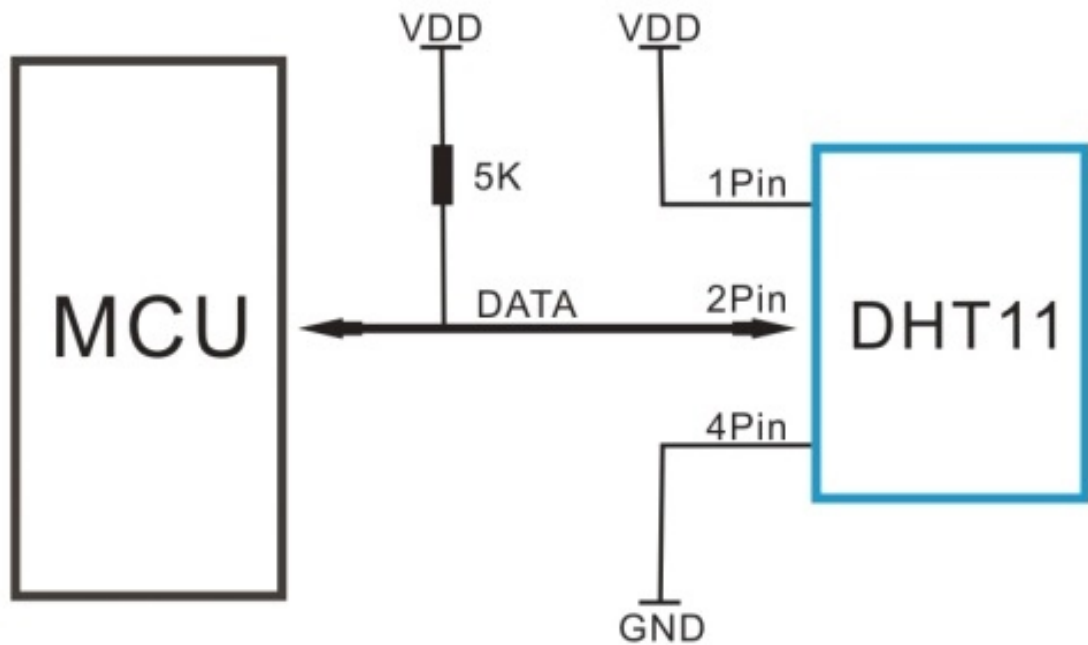 VDD
VDD
5K
1Pin
MCU
DATA
2Pin
DHT11
4Pin
GND